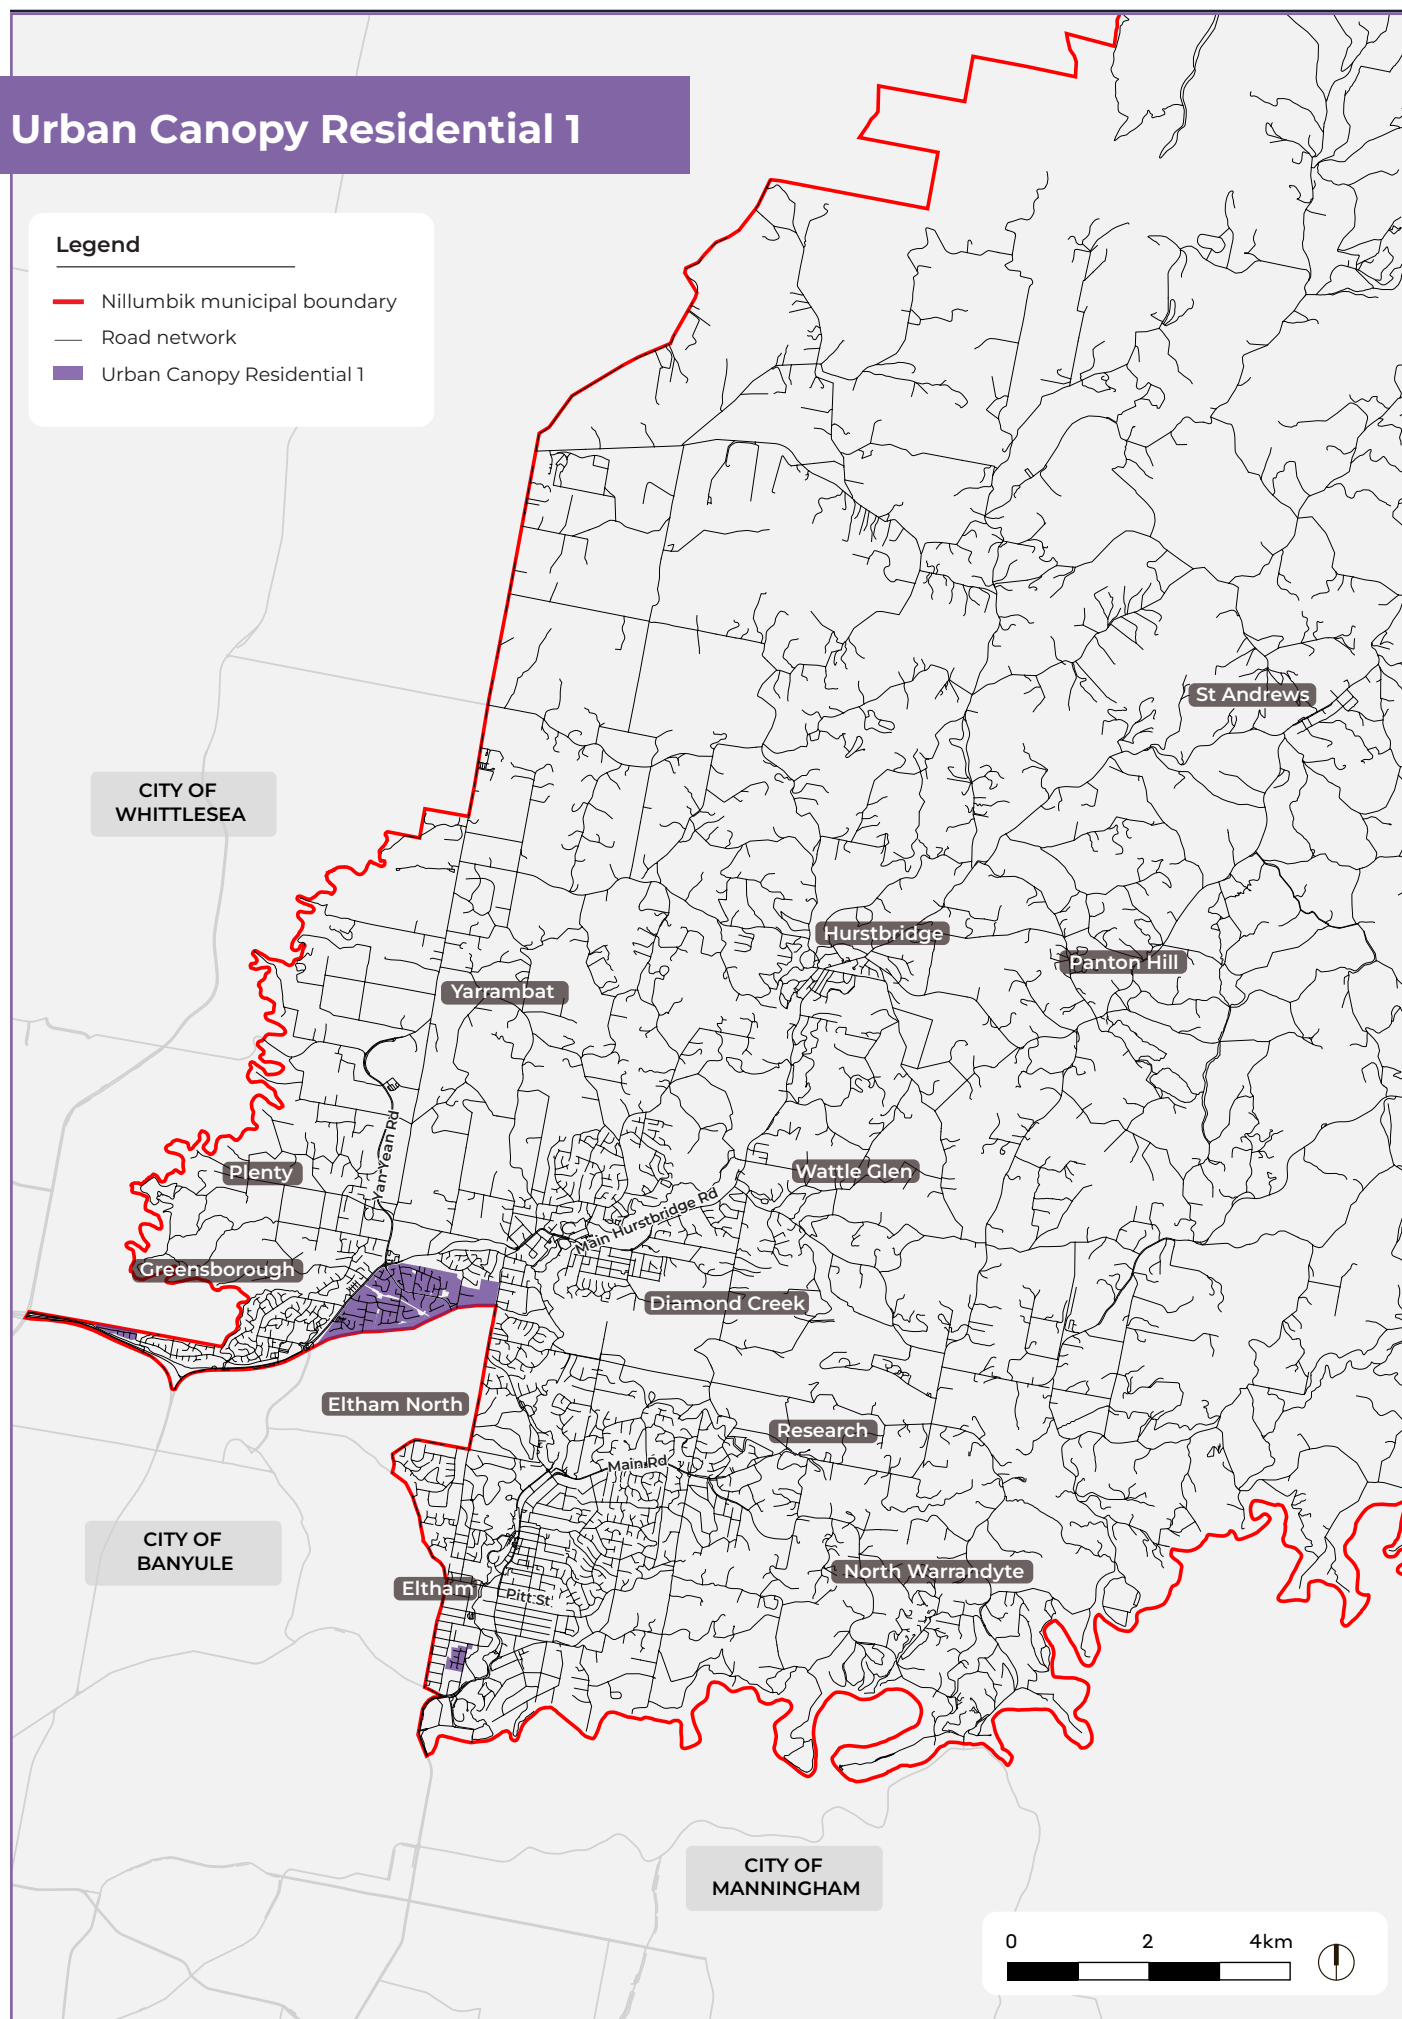 Urban Canopy Residential 1
Legend
Nillumbik municipal boundary
Road network
Urban Canopy Residential 1
St Andrews
CITY OF
WHITTLESEA
Hurstbridge
Panton Hill
Yarrambat
Yan Yean Rd
Plenty
Wattle Glen
Main Hurstbridge Rd
Greensborough
Diamond Creek
Eltham North
Research
Main Rd
CITY OF
BANYULE
North Warrandyte
Eltham
Pitt St
CITY OF
MANNINGHAM
0 2 4km